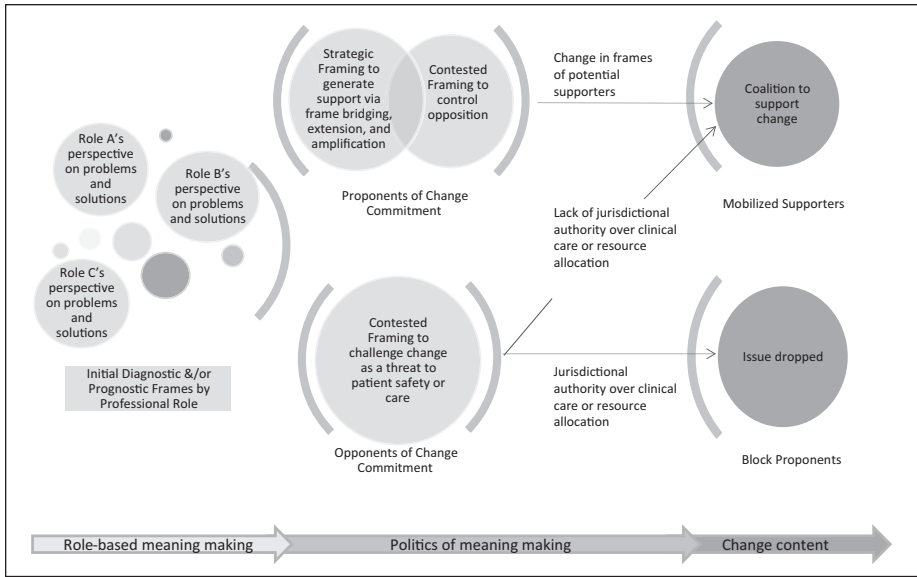 Role A's
perspective
on problems
and
solutions
Role B's
perspective
on problems
and solutions
Role C's
perspective
on problems
and
solutions
Initial Diagnostic &/or
Prognostic Frames by
Professional Role
Strategic
Framing to
generate
support via
frame bridging,
extension, and
amplification
Contested
Framing to
control
opposition
Proponents of Change
Commitment
Contested
Framing to
challenge change
as a threat to
patient safety or
care
Opponents of Change
Commitment
Change in frames
of potential
supporters
Lack of jurisdictional
authority over clinical
care or resource
allocation
Jurisdictional
authority over clinical
care or resource
allocation
Coalition to
support
change
Mobilized Supporters
Issue dropped
Block Proponents
Role-based meaning making
Politics of meaning making
Change content